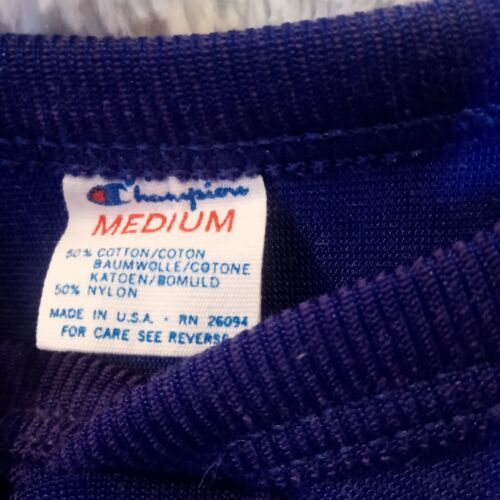 Champion
MEDIUM
50% COTTON/COTON
BAUMWOLLE/COTONE
KATOEN/BOMULD
50% NYLON
MADE IN U.S.A. - RN 26094
FOR CARE SEE REVERSE